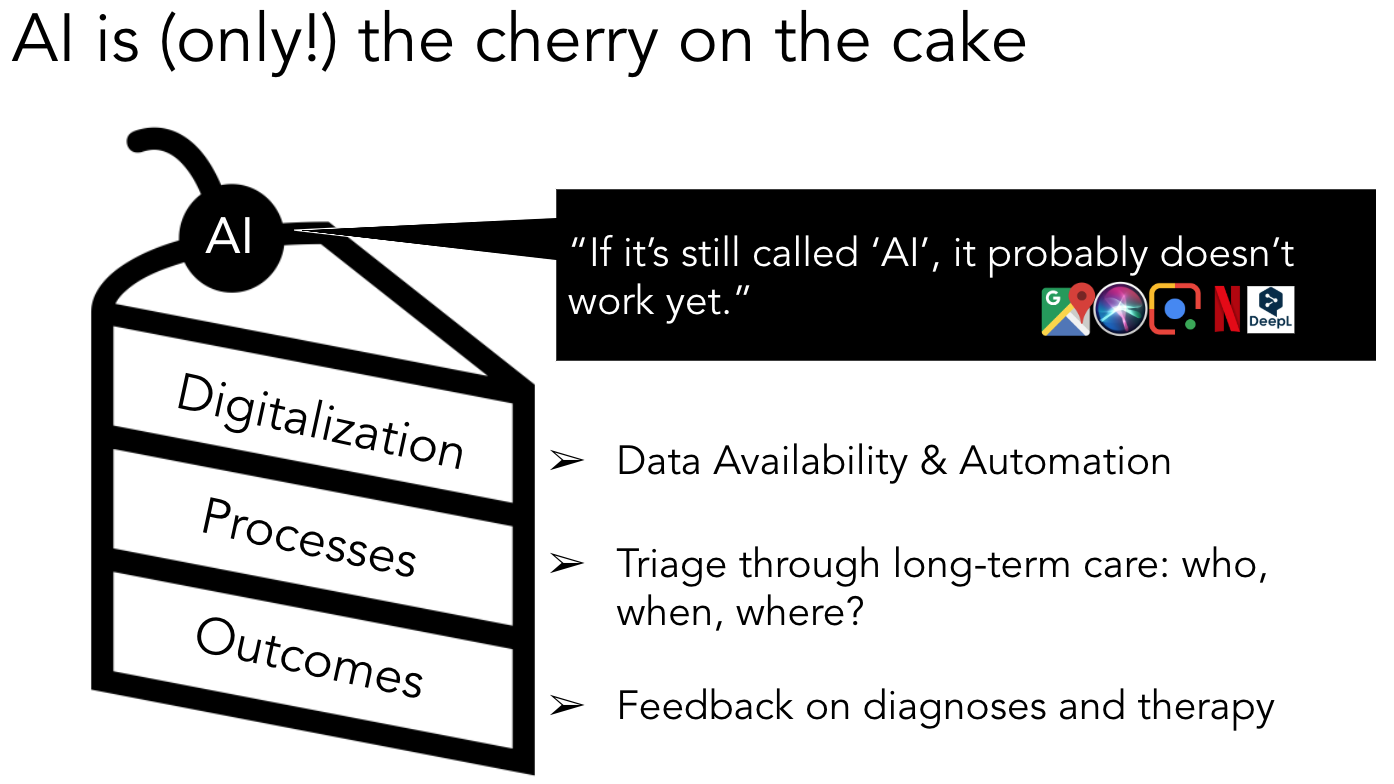 AI is (only!) the cherry on the cake
AI
“If it’s still called ‘AI’, it probably doesn’t
work yet.”
G
N
DeepL
Digitalization
➢ Data Availability & Automation
Processes
➢ Triage through long-term care: who,
when, where?
Outcomes
➢ Feedback on diagnoses and therapy